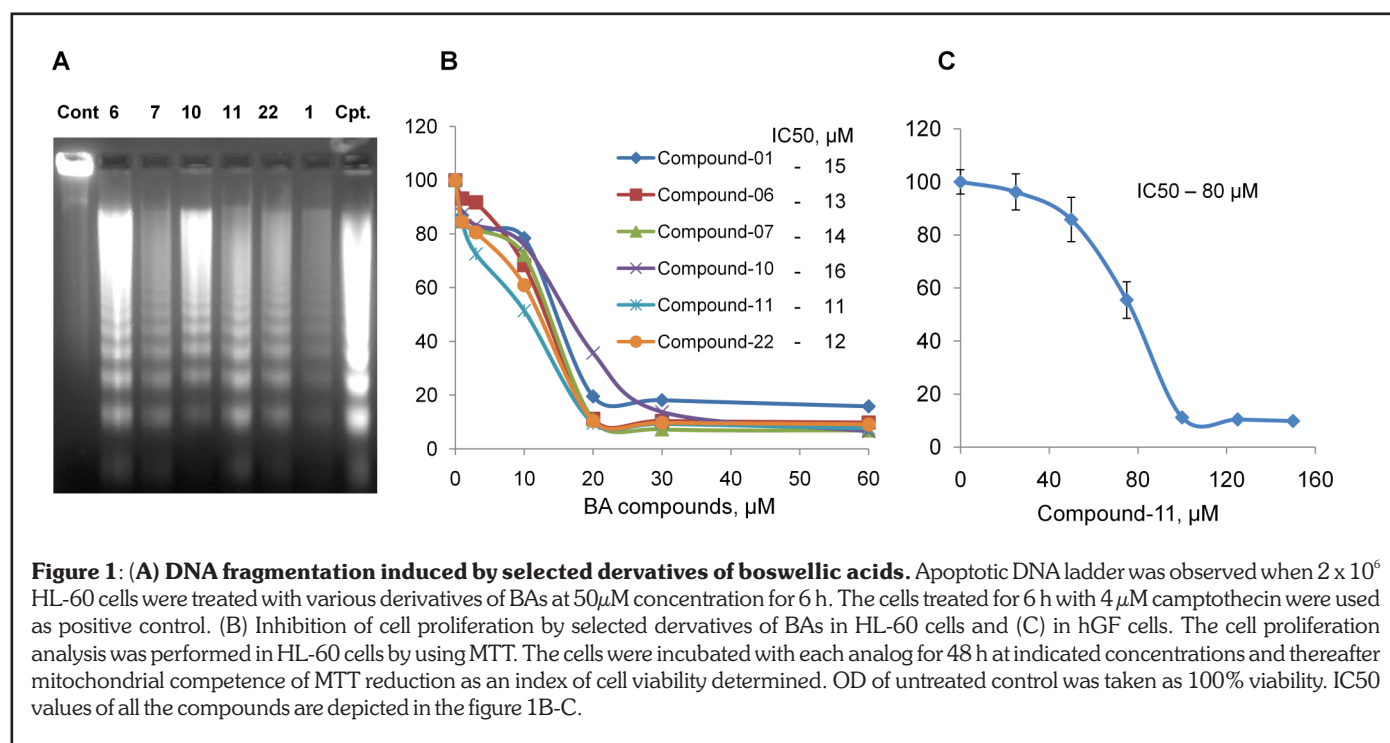 A
B
C
Cont 6 7 10 11 22 1 Cpt.
120
100
80
60
40
20
0
0 10 20 30 40 50 60
BA compounds, µM
IC50, µM
Compound-01 - 15
Compound-06 - 13
Compound-07 - 14
Compound-10 - 16
Compound-11 - 11
Compound-22 - 12
120
100
80
60
40
20
0
0 40 80 120 160
Compound-11, µM
IC50 – 80 µM
Figure 1: (A) DNA fragmentation induced by selected dervatives of boswellic acids. Apoptotic DNA ladder was observed when 2 x 10⁶
HL-60 cells were treated with various derivatives of BAs at 50µM concentration for 6 h. The cells treated for 6 h with 4 µM camptothecin were used
as positive control. (B) Inhibition of cell proliferation by selected dervatives of BAs in HL-60 cells and (C) in hGF cells. The cell proliferation
analysis was performed in HL-60 cells by using MTT. The cells were incubated with each analog for 48 h at indicated concentrations and thereafter
mitochondrial competence of MTT reduction as an index of cell viability determined. OD of untreated control was taken as 100% viability. IC50
values of all the compounds are depicted in the figure 1B-C.